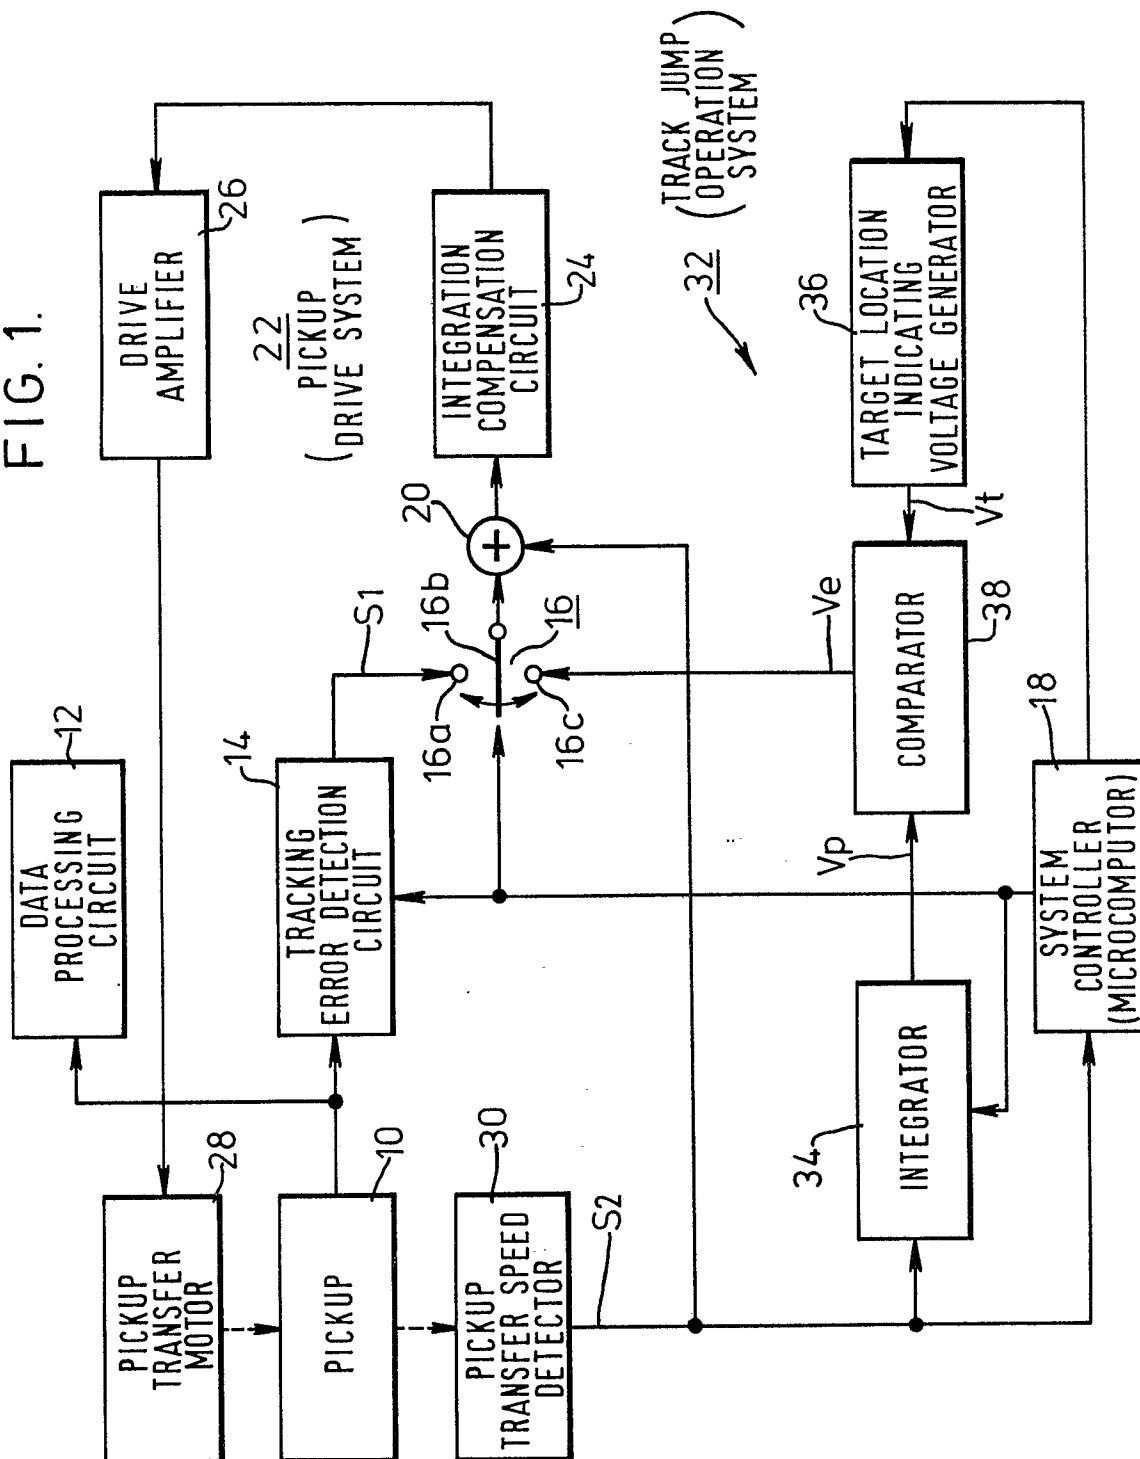 FIG. 1.
DATA
PROCESSING
CIRCUIT
12
DRIVE
AMPLIFIER
26
PICKUP
TRANSFER
MOTOR
28
22
PICKUP
(DRIVE SYSTEM)
TRACKING
ERROR DETECTION
CIRCUIT
14
S1
PICKUP
10
16a
16b
16
16c
20
INTEGRATION
COMPENSATION
CIRCUIT
24
PICKUP
TRANSFER SPEED
DETECTOR
30
S2
32
(TRACK JUMP
OPERATION
SYSTEM)
34
INTEGRATOR
Vp
COMPARATOR
38
Ve
Vt
36
TARGET LOCATION
INDICATING
VOLTAGE GENERATOR
SYSTEM
CONTROLLER
(MICROCOMPUTOR)
18